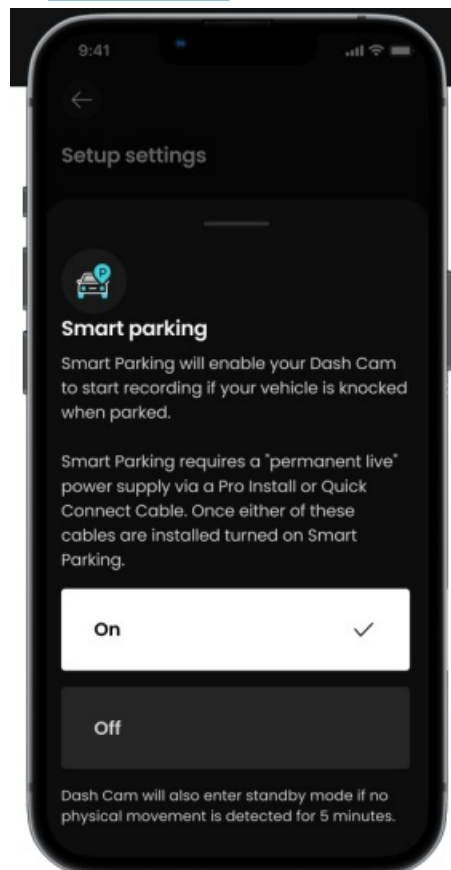 9:41
Setup settings
P
Smart parking
Smart Parking will enable your Dash Cam
to start recording if your vehicle is knocked
when parked.
Smart Parking requires a "permanent live"
power supply via a Pro Install or Quick
Connect Cable. Once either of these
cables are installed turned on Smart
Parking.
On
Off
Dash Cam will also enter standby mode if no
physical movement is detected for 5 minutes.